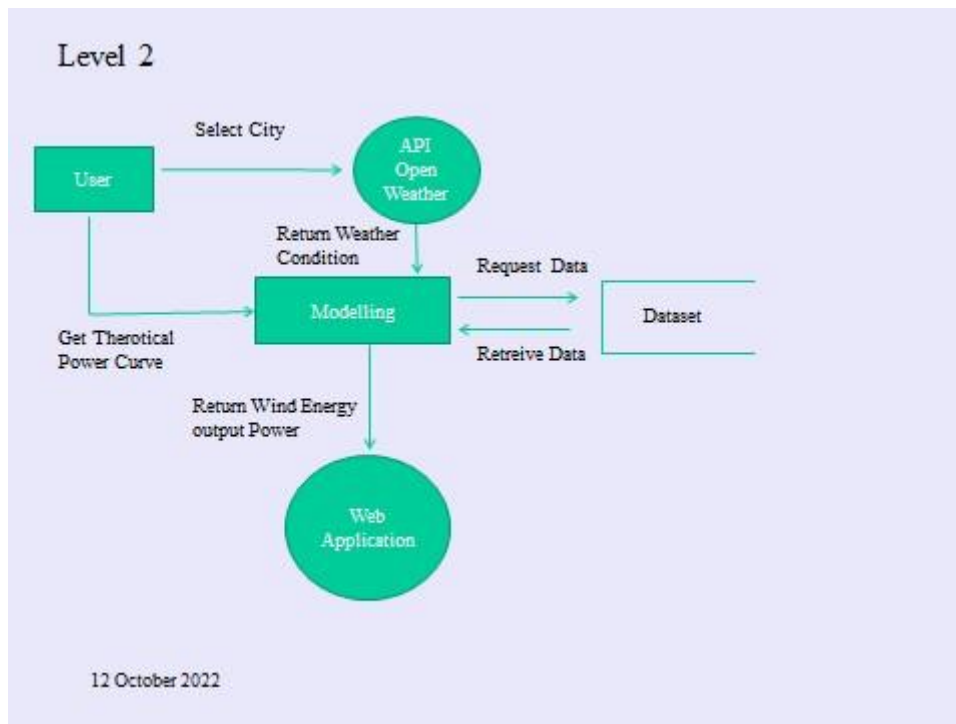 Level 2
Select City
API
Open
Weather
User
Return Weather
Condition
Request Data
Modelling
Dataset
Get Therotical
Power Curve
Retreive Data
Return Wind Energy
output Power
Web
Application
12 October 2022